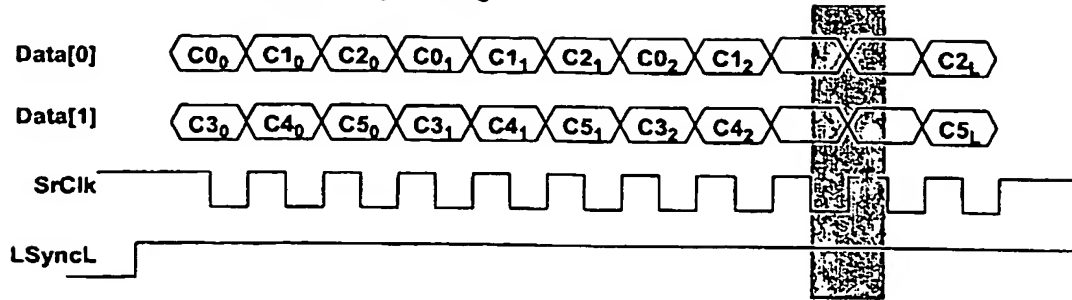 Data[0] C0₀ C1₀ C2₀ C0₁ C1₁ C2₁ C0₂ C1₂ C2L
Data[1] C3₀ C4₀ C5₀ C3₁ C4₁ C5₁ C3₂ C4₂ C5L
SrClk
LSyncL